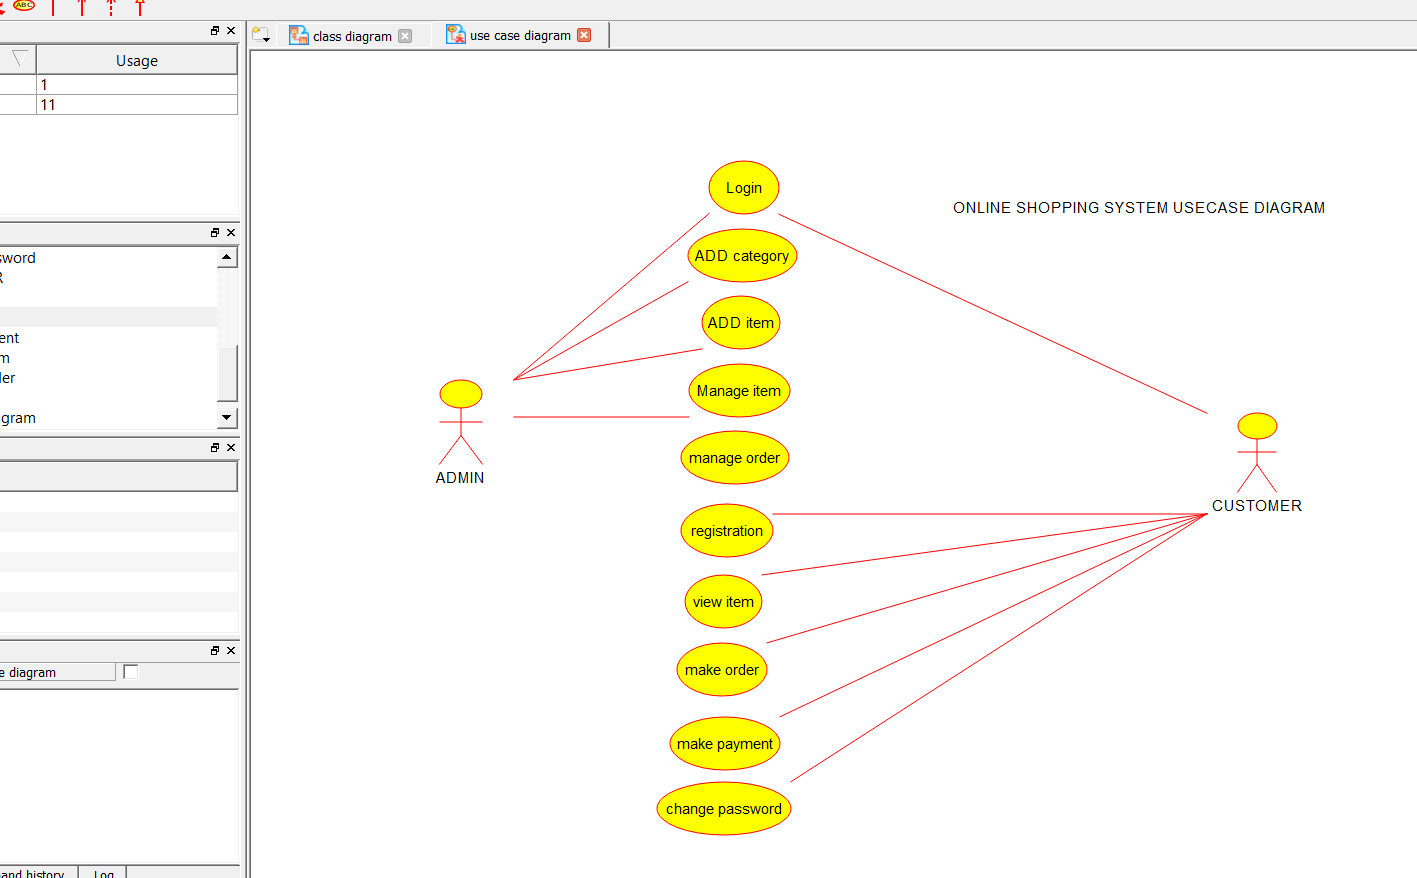 ABC
Usage
1
11
class diagram
use case diagram
sword
R
ent
m
ler
gram
e diagram
and history
Log
ONLINE SHOPPING SYSTEM USECASE DIAGRAM
Login
ADD category
ADD item
Manage item
manage order
registration
view item
make order
make payment
change password
ADMIN
CUSTOMER